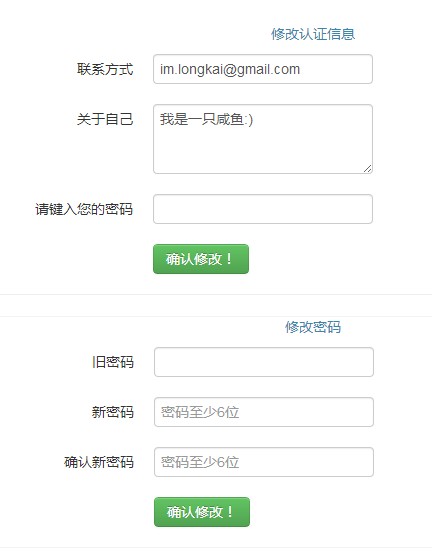 修改认证信息
联系方式 im.longkai@gmail.com
关于自己 我是一只咸鱼:)
请键入您的密码
确认修改！
修改密码
旧密码
新密码 密码至少6位
确认新密码 密码至少6位
确认修改！